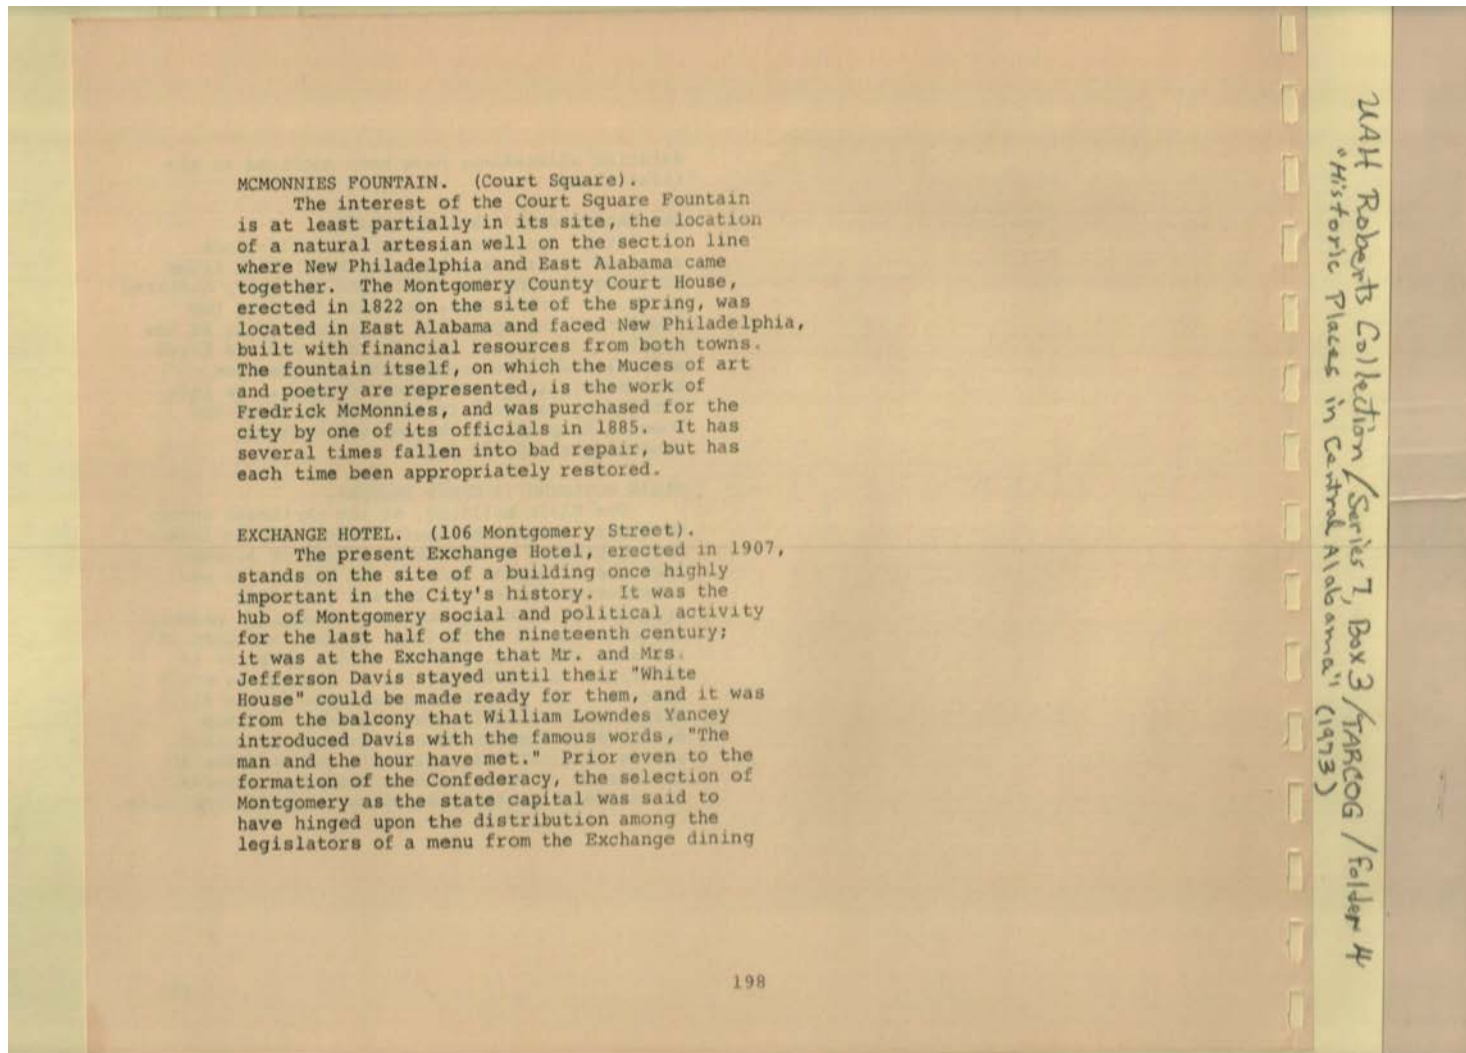 MCMONNIES FOUNTAIN. (Court Square).
The interest of the Court Square Fountain
is at least partially in its site, the location
of a natural artesian well on the section line
where New Philadelphia and East Alabama came
together. The Montgomery County Court House,
erected in 1822 on the site of the spring, was
located in East Alabama and faced New Philadelphia,
built with financial resources from both towns.
The fountain itself, on which the Muces of art
and poetry are represented, is the work of
Fredrick McMonnies, and was purchased for the
city by one of its officials in 1885. It has
several times fallen into bad repair, but has
each time been appropriately restored.
EXCHANGE HOTEL. (106 Montgomery Street).
The present Exchange Hotel, erected in 1907,
stands on the site of a building once highly
important in the City's history. It was the
hub of Montgomery social and political activity
for the last half of the nineteenth century;
it was at the Exchange that Mr. and Mrs.
Jefferson Davis stayed until their "White
House" could be made ready for them, and it was
from the balcony that William Lowndes Yancey
introduced Davis with the famous words, "The
man and the hour have met." Prior even to the
formation of the Confederacy, the selection of
Montgomery as the state capital was said to
have hinged upon the distribution among the
legislators of a menu from the Exchange dining
198
UAH Roberts Collection/Series 7, Box 3/TARCOG/folder 4
"Historic Places in Central Alabama" (1973)